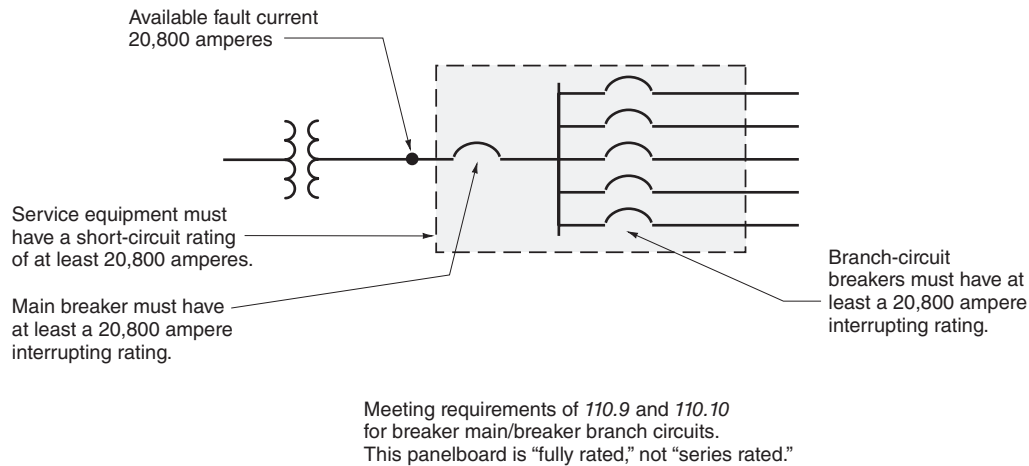 Available fault current
20,800 amperes
Service equipment must
have a short-circuit rating
of at least 20,800 amperes.
Main breaker must have
at least a 20,800 ampere
interrupting rating.
Branch-circuit
breakers must have at
least a 20,800 ampere
interrupting rating.
Meeting requirements of 110.9 and 110.10
for breaker main/breaker branch circuits.
This panelboard is “fully rated,” not “series rated.”